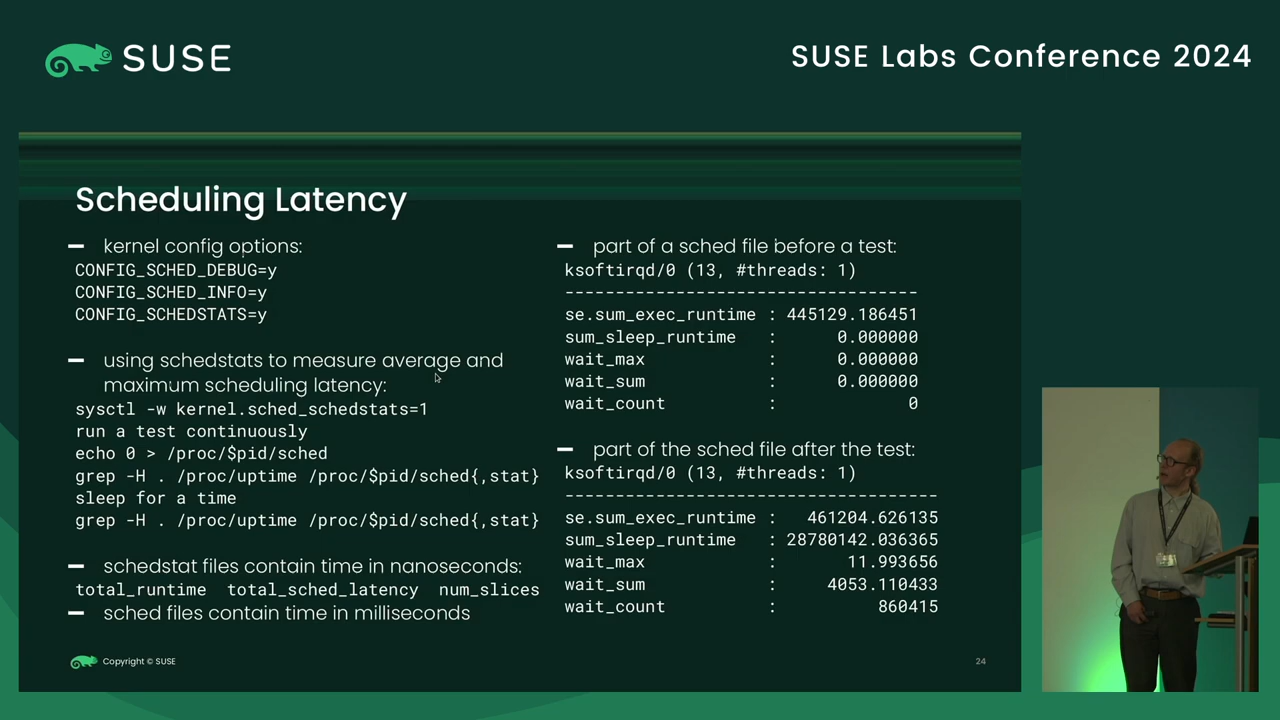 SUSE
SUSE Labs Conference 2024
Scheduling Latency
kernel config options:
CONFIG_SCHED_DEBUG=y
CONFIG_SCHED_INFO=y
CONFIG_SCHEDSTATS=y
using schedstats to measure average and
maximum scheduling latency:
sysctl -w kernel.sched_schedstats=1
run a test continuously
echo 0 > /proc/$pid/sched
grep -H . /proc/uptime /proc/$pid/sched{,stat}
sleep for a time
grep -H . /proc/uptime /proc/$pid/sched{,stat}
schedstat files contain time in nanoseconds:
total_runtime total_sched_latency num_slices
sched files contain time in milliseconds
part of a sched file before a test:
ksoftirqd/0 (13, #threads: 1)
-----------------------------------
se.sum_exec_runtime : 445129.186451
sum_sleep_runtime : 0.000000
wait_max : 0.000000
wait_sum : 0.000000
wait_count : 0
part of the sched file after the test:
ksoftirqd/0 (13, #threads: 1)
-------------------------------------
se.sum_exec_runtime : 461204.626135
sum_sleep_runtime : 28780142.036365
wait_max : 11.993656
wait_sum : 4053.110433
wait_count : 860415
Copyright © SUSE
24